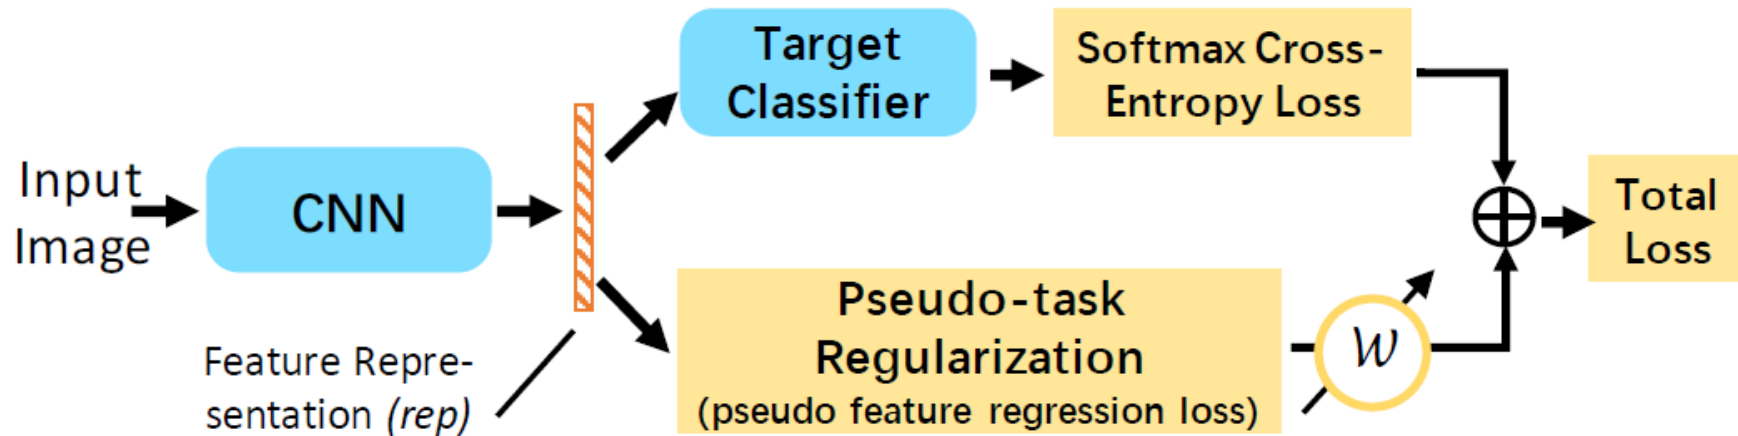 Input
Image
CNN
Feature Repre-
sentation (rep)
Target
Classifier
Softmax Cross-
Entropy Loss
Pseudo-task
Regularization
(pseudo feature regression loss)
W
Total
Loss